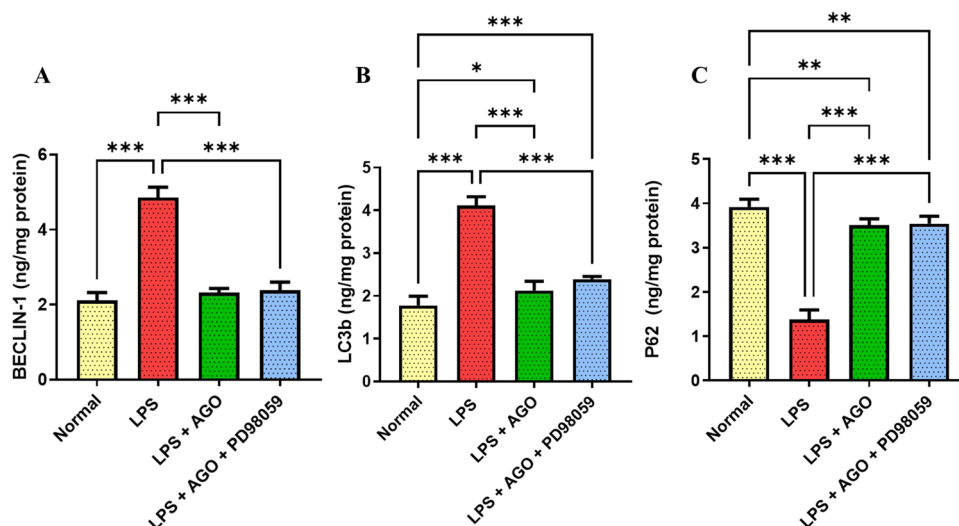 A
***
***
***
BECLIN-1 (ng/mg protein)
6
4
2
0
Normal
LPS
LPS + AGO
LPS + AGO + PD98059
B
***
*
***
***
***
LC3b (ng/mg protein)
5
4
3
2
1
0
Normal
LPS
LPS + AGO
LPS + AGO + PD98059
C
**
**
***
***
***
P62 (ng/mg protein)
5
4
3
2
1
0
Normal
LPS
LPS + AGO
LPS + AGO + PD98059